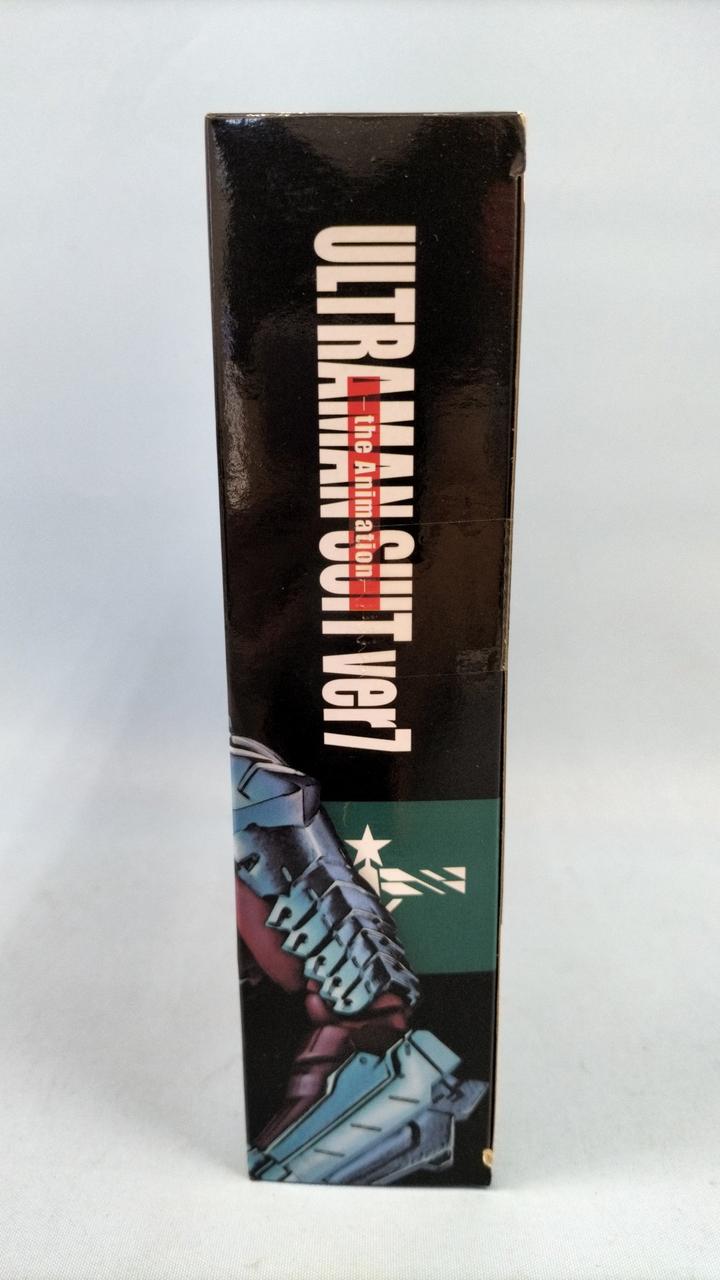 ULTRAMAN SUIT ver7
—the Animation—